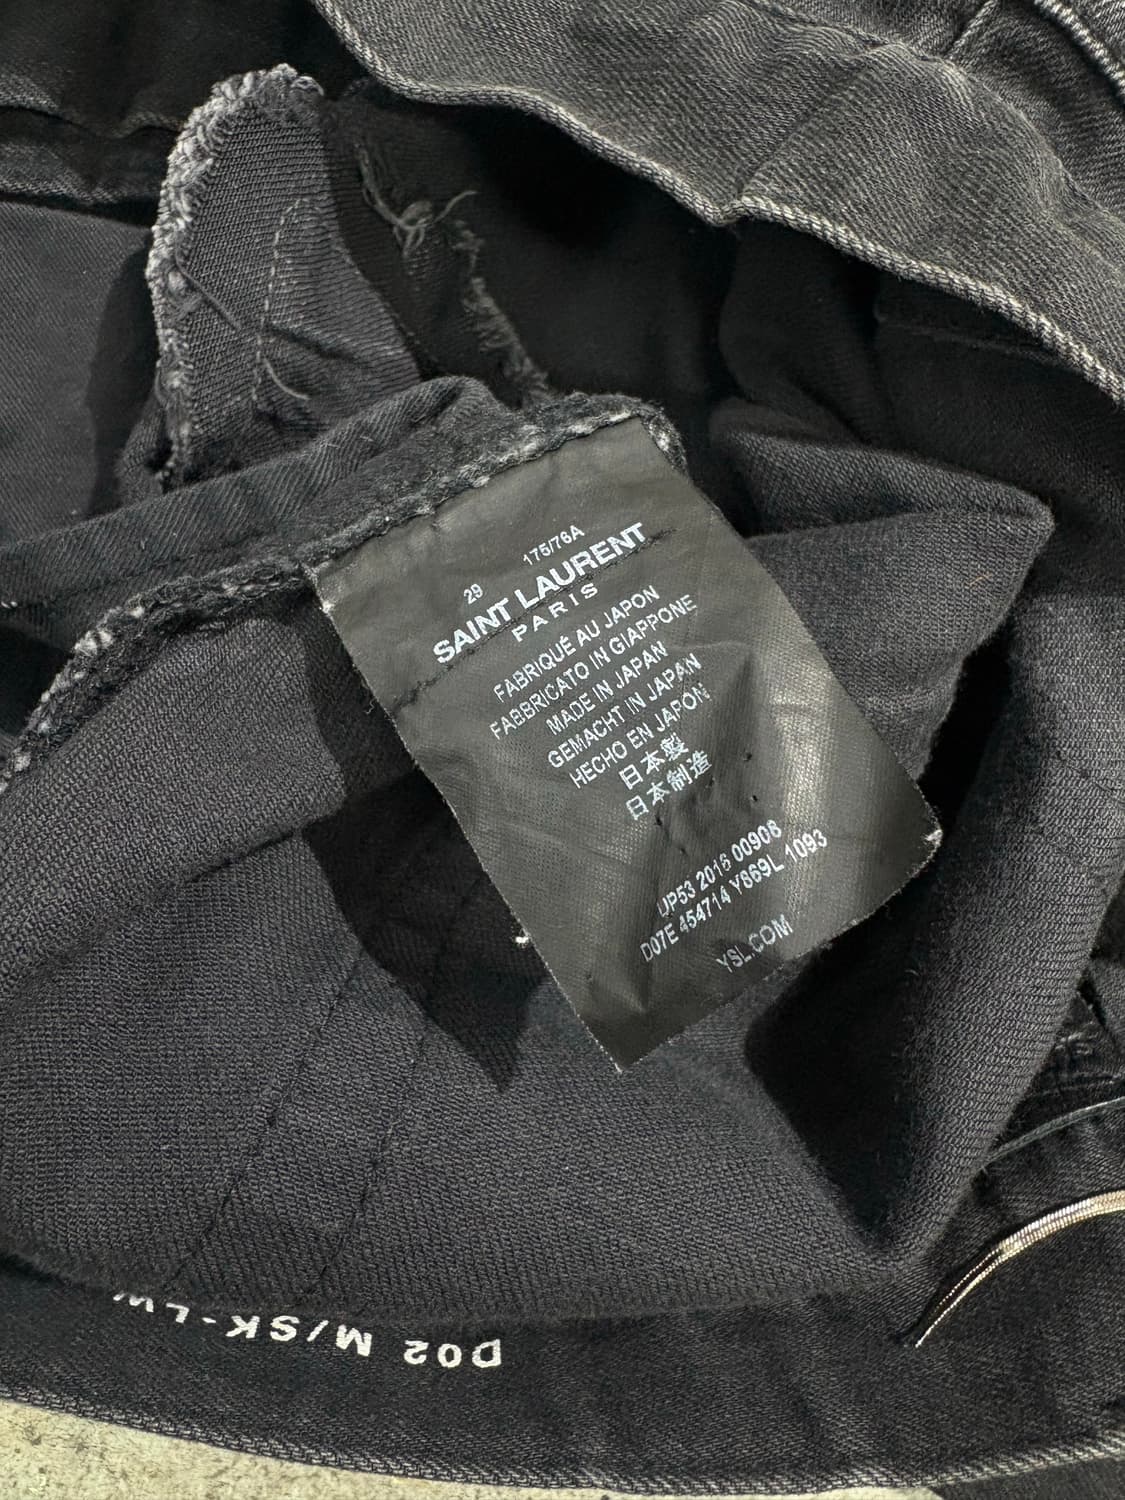 29 175/76A
SAINT LAURENT
PARIS
FABRIQUÉ AU JAPON
FABBRICATO IN GIAPPONE
MADE IN JAPAN
GEMACHT IN JAPAN
HECHO EN JAPON
日本製
日本制造
UP53 2016 00908
D07E 454714 Y869L 1093
YSL.COM
D02 M/SK-LW